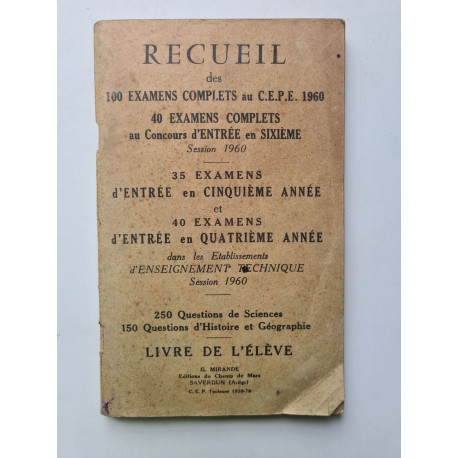 RECUEIL
des
100 EXAMENS COMPLETS au C.E.P.E. 1960
40 EXAMENS COMPLETS
au Concours d'ENTRÉE en SIXIÈME
Session 1960
35 EXAMENS
d'ENTRÉE en CINQUIÈME ANNÉE
et
40 EXAMENS
d'ENTRÉE en QUATRIÈME ANNÉE
dans les Etablissements
d'ENSEIGNEMENT TECHNIQUE
Session 1960
250 Questions de Sciences
150 Questions d'Histoire et Géographie
LIVRE DE L'ÉLÈVE
G. MIRANDE
Editions du Champ de Mars
SAVERDUN (Ariège)
C. C. P. Toulouse